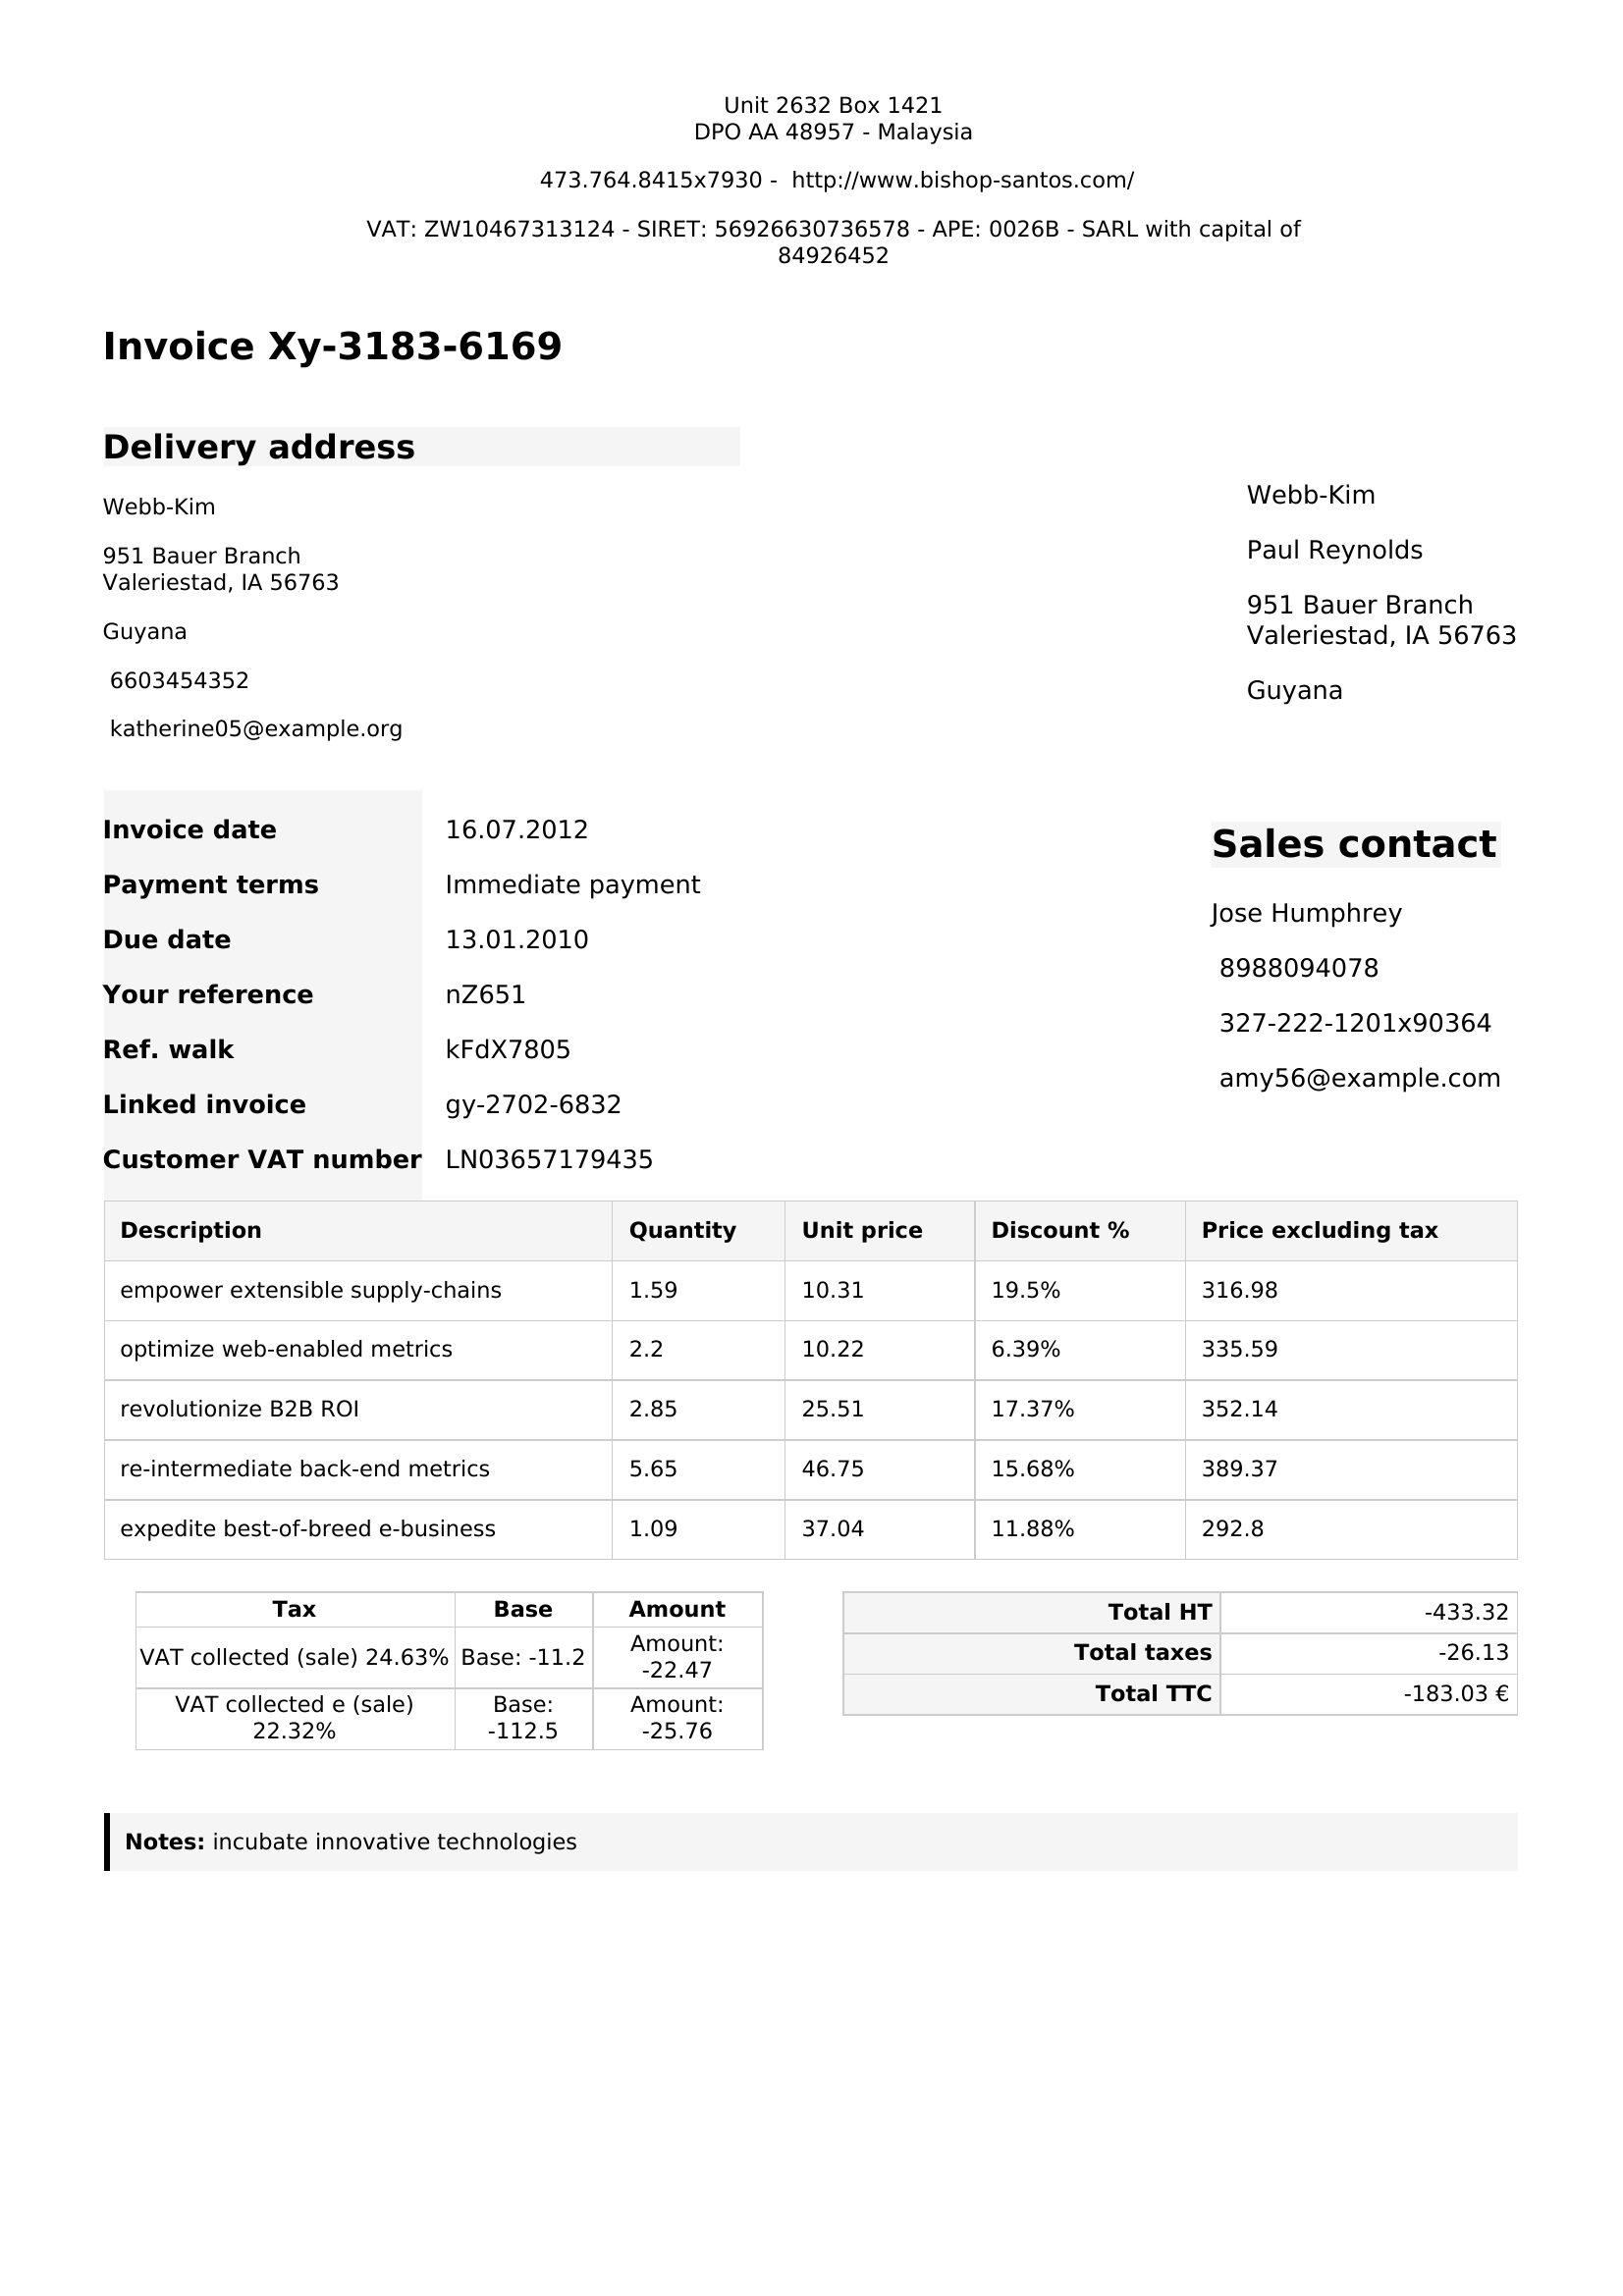 Unit 2632 Box 1421
DPO AA 48957 - Malaysia
473.764.8415x7930 - http://www.bishop-santos.com/
VAT: ZW10467313124 - SIRET: 56926630736578 - APE: 0026B - SARL with capital of
84926452
Invoice Xy-3183-6169
Delivery address
Webb-Kim
951 Bauer Branch
Valeriestad, IA 56763
Guyana
6603454352
katherine05@example.org
Webb-Kim
Paul Reynolds
951 Bauer Branch
Valeriestad, IA 56763
Guyana
Invoice date 16.07.2012
Payment terms Immediate payment
Due date 13.01.2010
Your reference nZ651
Ref. walk kFdX7805
Linked invoice gy-2702-6832
Customer VAT number LN03657179435
Sales contact
Jose Humphrey
8988094078
327-222-1201x90364
amy56@example.com
Description Quantity Unit price Discount % Price excluding tax
empower extensible supply-chains 1.59 10.31 19.5% 316.98
optimize web-enabled metrics 2.2 10.22 6.39% 335.59
revolutionize B2B ROI 2.85 25.51 17.37% 352.14
re-intermediate back-end metrics 5.65 46.75 15.68% 389.37
expedite best-of-breed e-business 1.09 37.04 11.88% 292.8
Tax Base Amount
VAT collected (sale) 24.63% Base: -11.2 Amount:
-22.47
VAT collected e (sale) Base: Amount:
22.32% -112.5 -25.76
Total HT -433.32
Total taxes -26.13
Total TTC -183.03 €
Notes: incubate innovative technologies